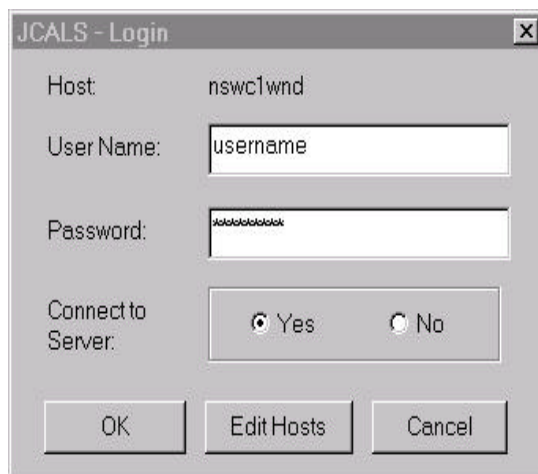 JCALS - Login
Host: nswc1wnd
User Name: username
Password: **********
Connect to
Server:
Yes No
OK Edit Hosts Cancel